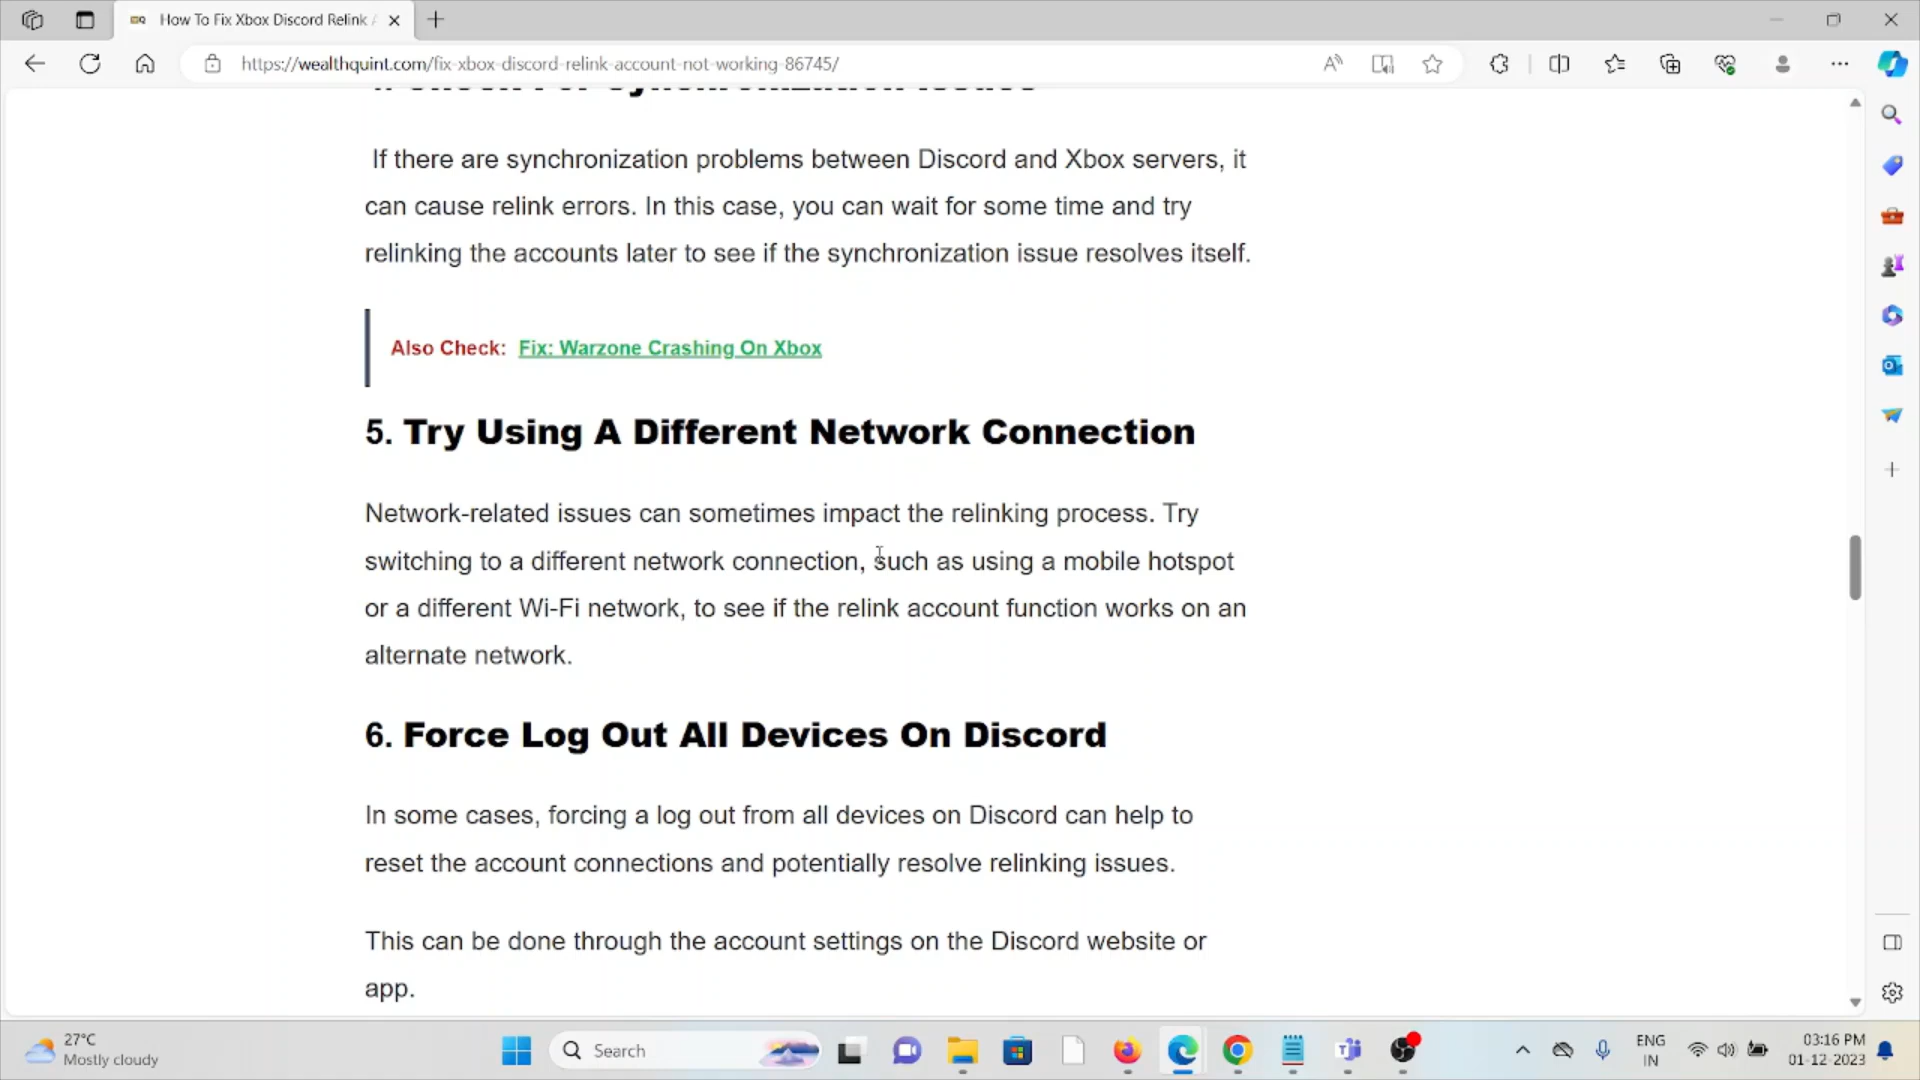 How To Fix Xbox Discord Relink A
https://wealthquint.com/fix-xbox-discord-relink-account-not-working-86745/
4. Check For Synchronization Issues
If there are synchronization problems between Discord and Xbox servers, it
can cause relink errors. In this case, you can wait for some time and try
relinking the accounts later to see if the synchronization issue resolves itself.
Also Check: Fix: Warzone Crashing On Xbox
5. Try Using A Different Network Connection
Network-related issues can sometimes impact the relinking process. Try
switching to a different network connection, such as using a mobile hotspot
or a different Wi-Fi network, to see if the relink account function works on an
alternate network.
6. Force Log Out All Devices On Discord
In some cases, forcing a log out from all devices on Discord can help to
reset the account connections and potentially resolve relinking issues.
This can be done through the account settings on the Discord website or
app.
27°C
Mostly cloudy
Search
ENG
IN
03:16 PM
01-12-2023